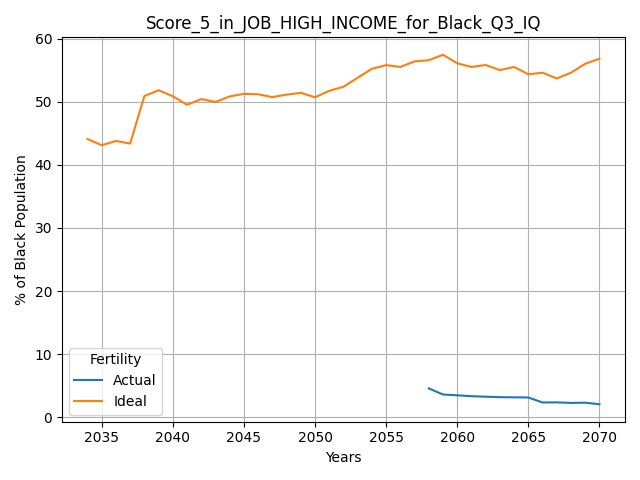 Score_5_in_JOB_HIGH_INCOME_for_Black_Q3_IQ
% of Black Population
60
50
40
30
20
10
0
Fertility
Actual
Ideal
2035 2040 2045 2050 2055 2060 2065 2070
Years